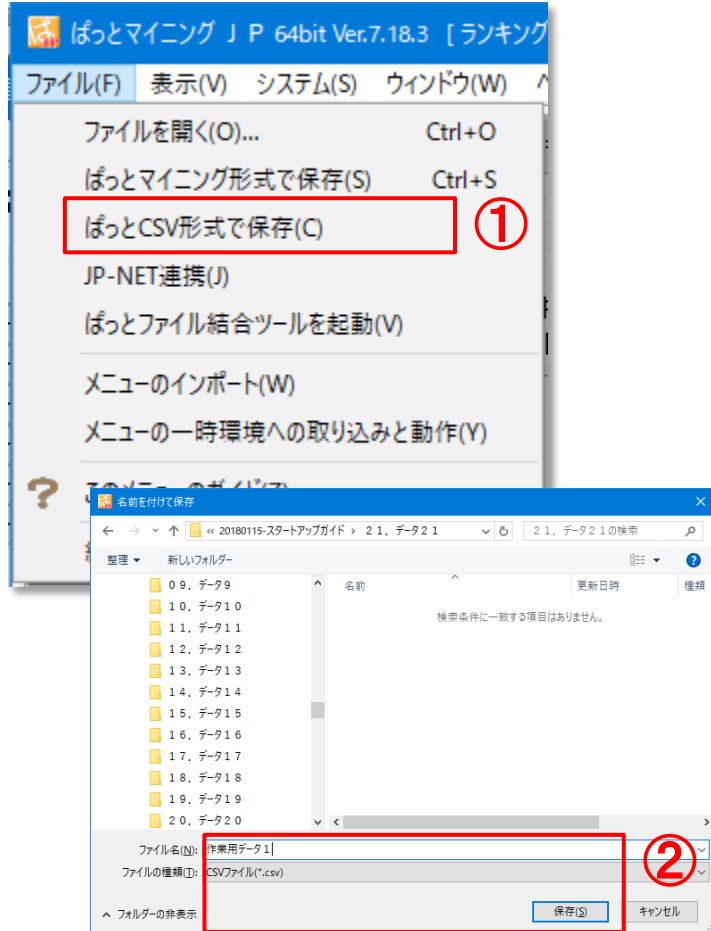 ぱっとマイニング J P 64bit Ver.7.18.3 [ ランキング
ファイル(F) 表示(V) システム(S) ウィンドウ(W)
ファイルを開く(O)... Ctrl+O
ぱっとマイニング形式で保存(S) Ctrl+S
ぱっとCSV形式で保存(C)
①
JP-NET連携(J)
ぱっとファイル結合ツールを起動(V)
メニューのインポート(W)
メニューの一時環境への取り込みと動作(Y)
名前を付けて保存
« 20180115-スタートアップガイド › 21．データ21
21．データ21の検索
整理 新しいフォルダー
名前 更新日時 種類
検索条件に一致する項目はありません。
09．データ9
10．データ10
11．データ11
12．データ12
13．データ13
14．データ14
15．データ15
16．データ16
17．データ17
18．データ18
19．データ19
20．データ20
ファイル名(N): 作業用データ1
ファイルの種類(T): CSVファイル(*.csv)
②
フォルダーの非表示
保存(S) キャンセル